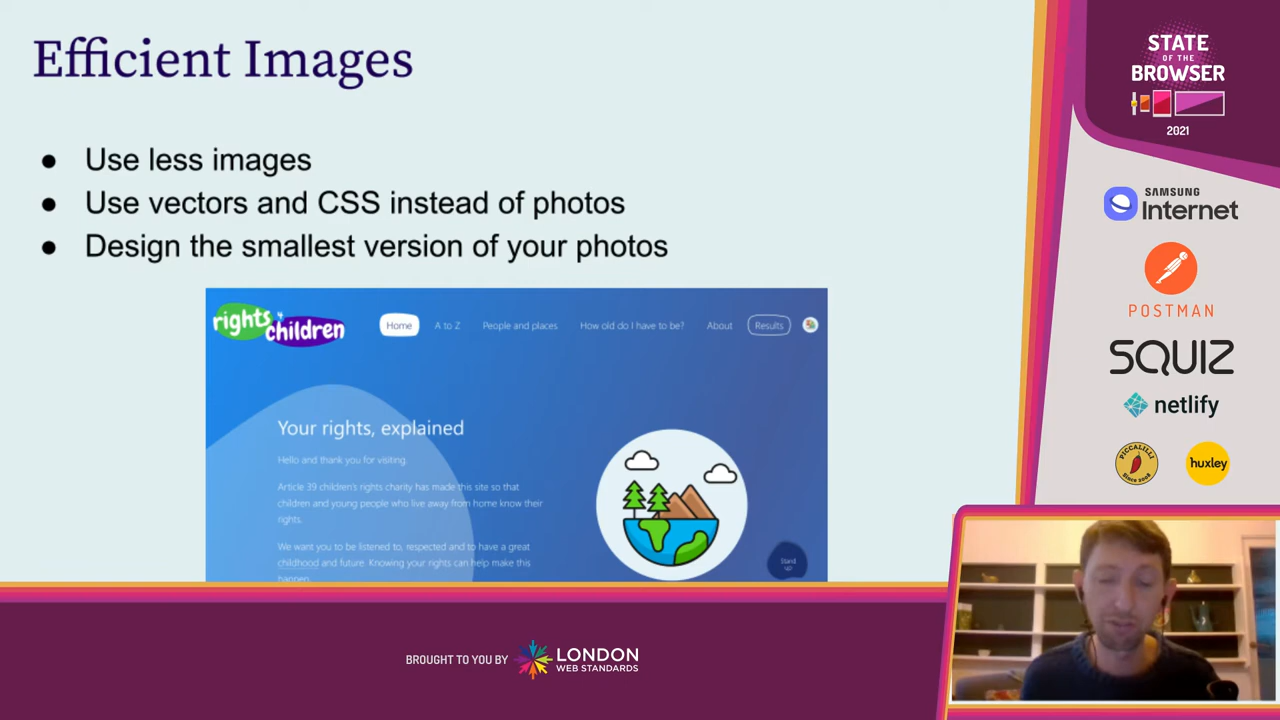 Efficient Images
● Use less images
● Use vectors and CSS instead of photos
● Design the smallest version of your photos
rights 4 children
Home
A to Z
People and places
How old do I have to be?
About
Results
Your rights, explained
Hello and thank you for visiting.
Article 39 children's rights charity has made this site so that
children and young people who live away from home know their
rights.
We want you to be listened to, respected and to have a great
childhood and future. Knowing your rights can help make this
happen.
STATE
OF THE
BROWSER
2021
SAMSUNG
Internet
POSTMAN
SQUIZ
netlify
PICCALILLI
Since 2008
huxley
BROUGHT TO YOU BY
LONDON
WEB STANDARDS